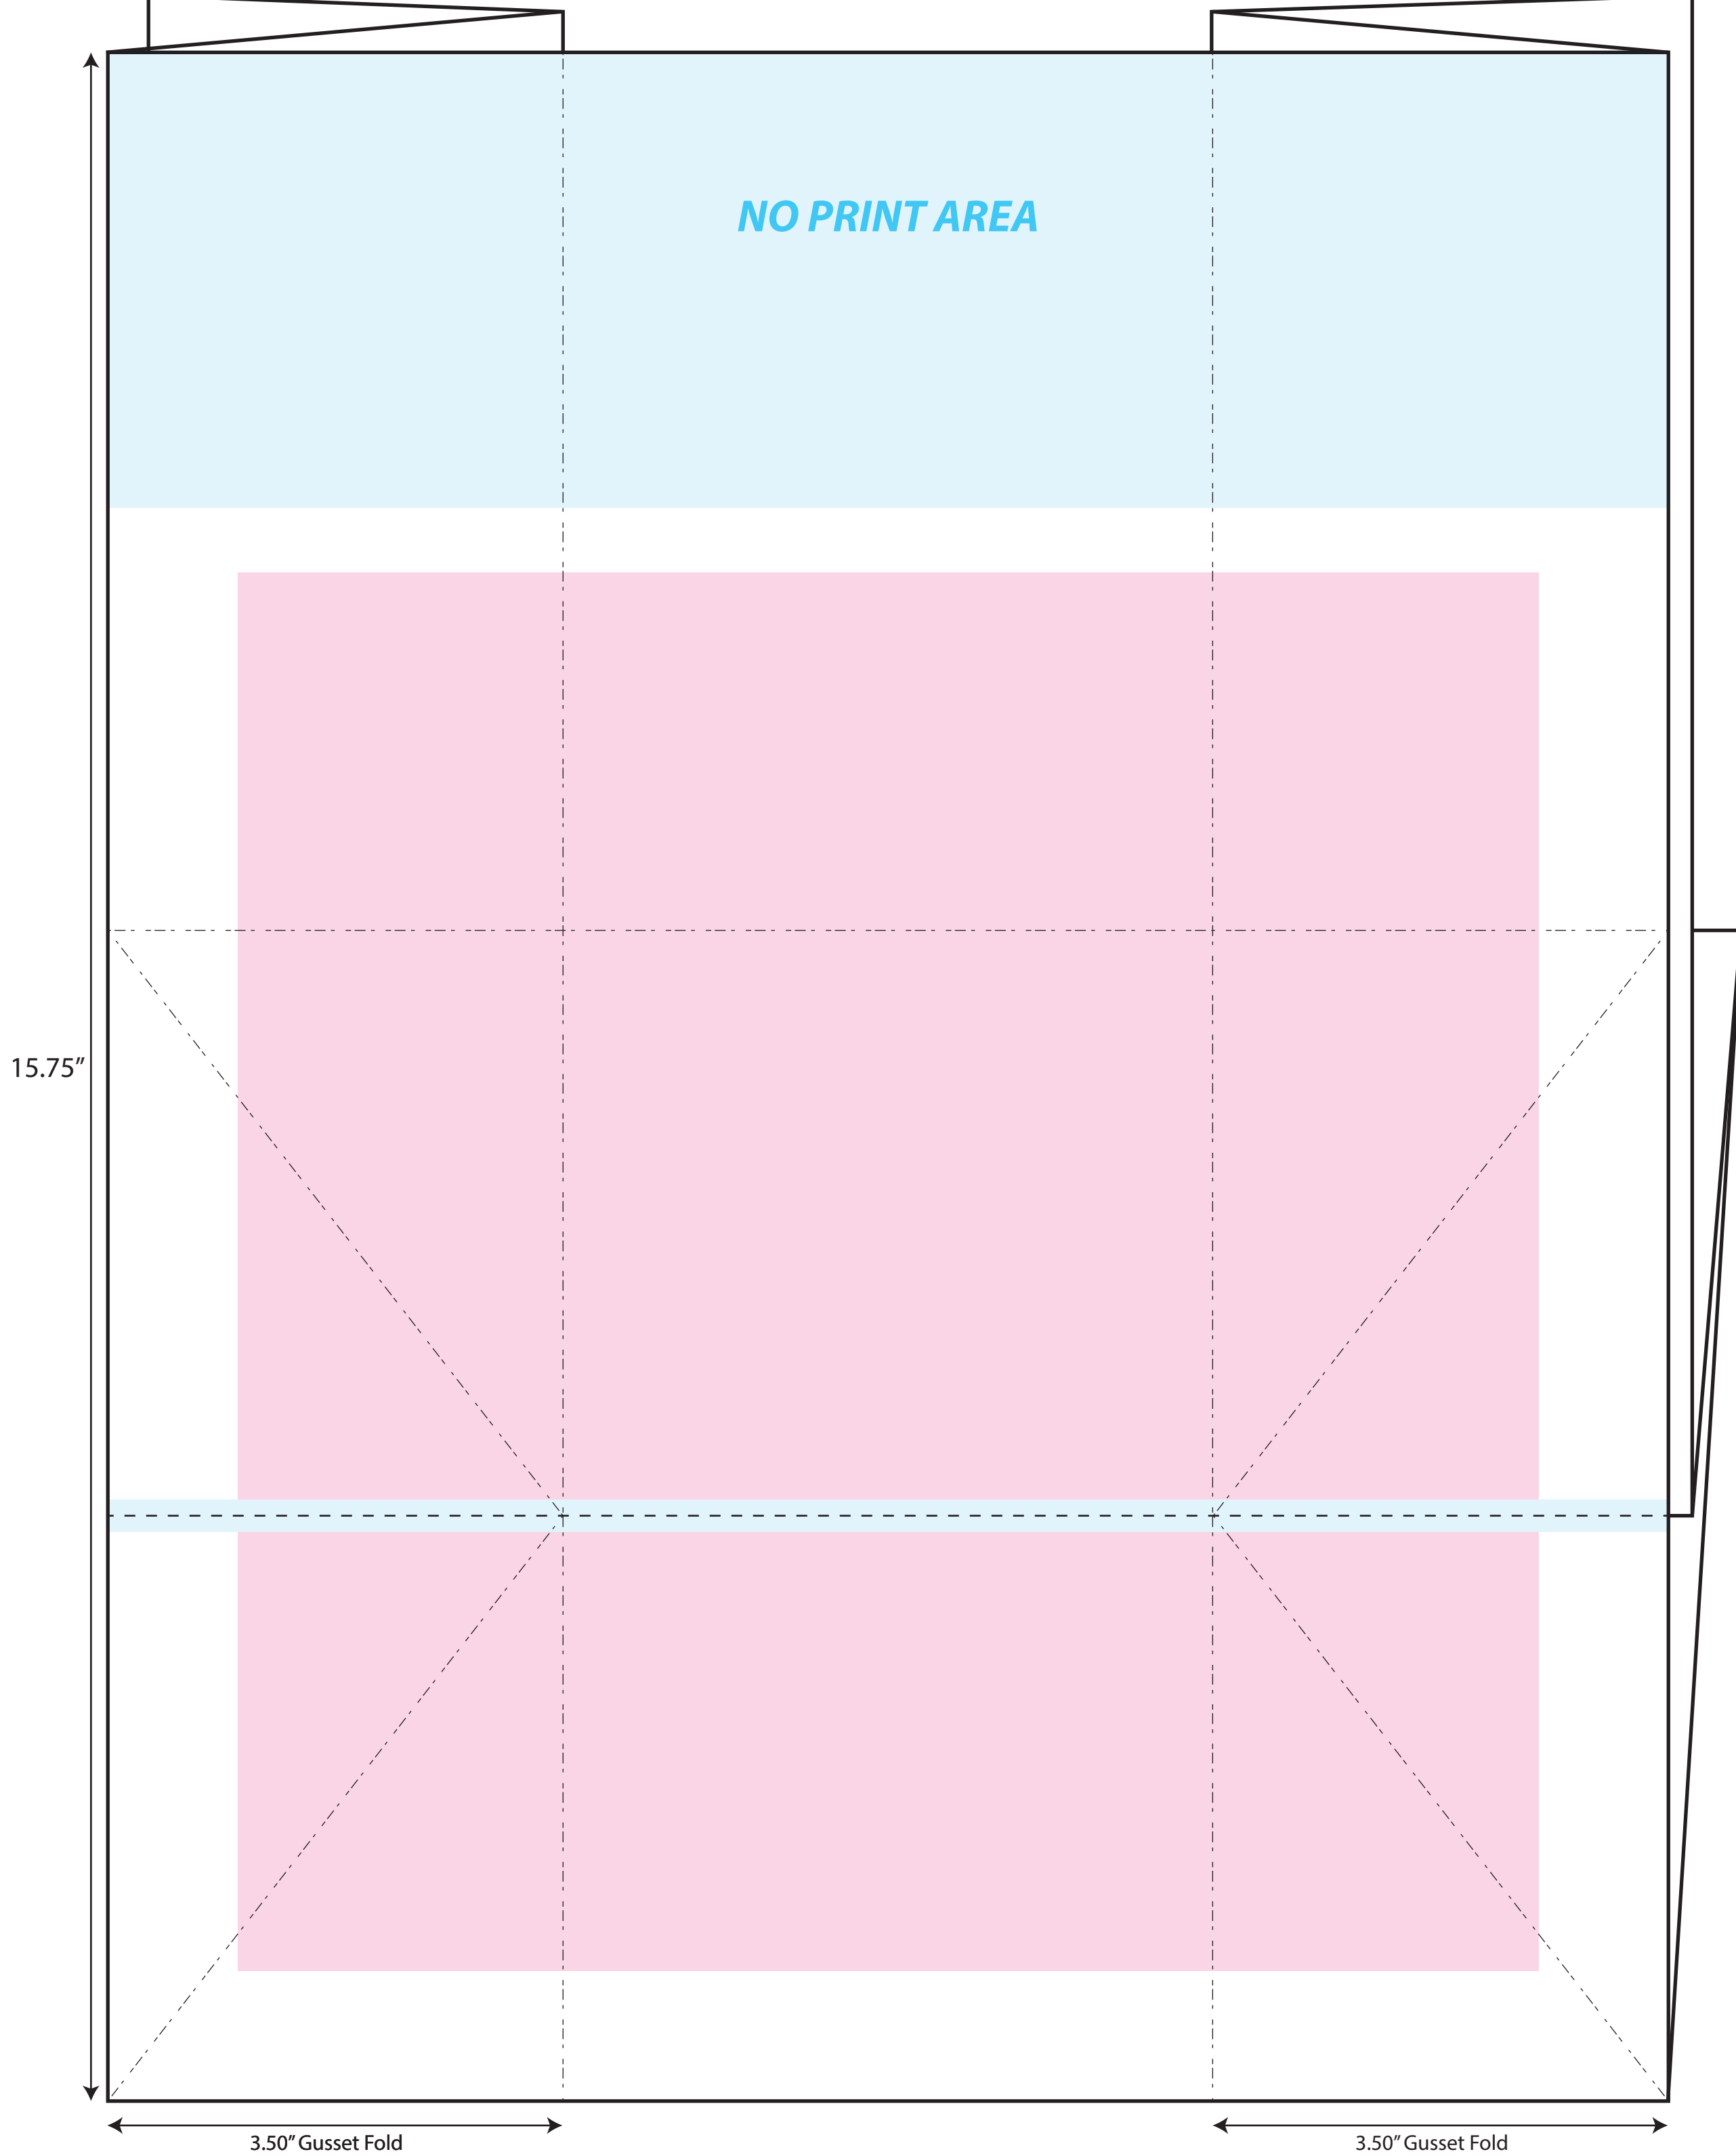 NO PRINT AREA
15.75”
3.50” Gusset Fold
3.50” Gusset Fold